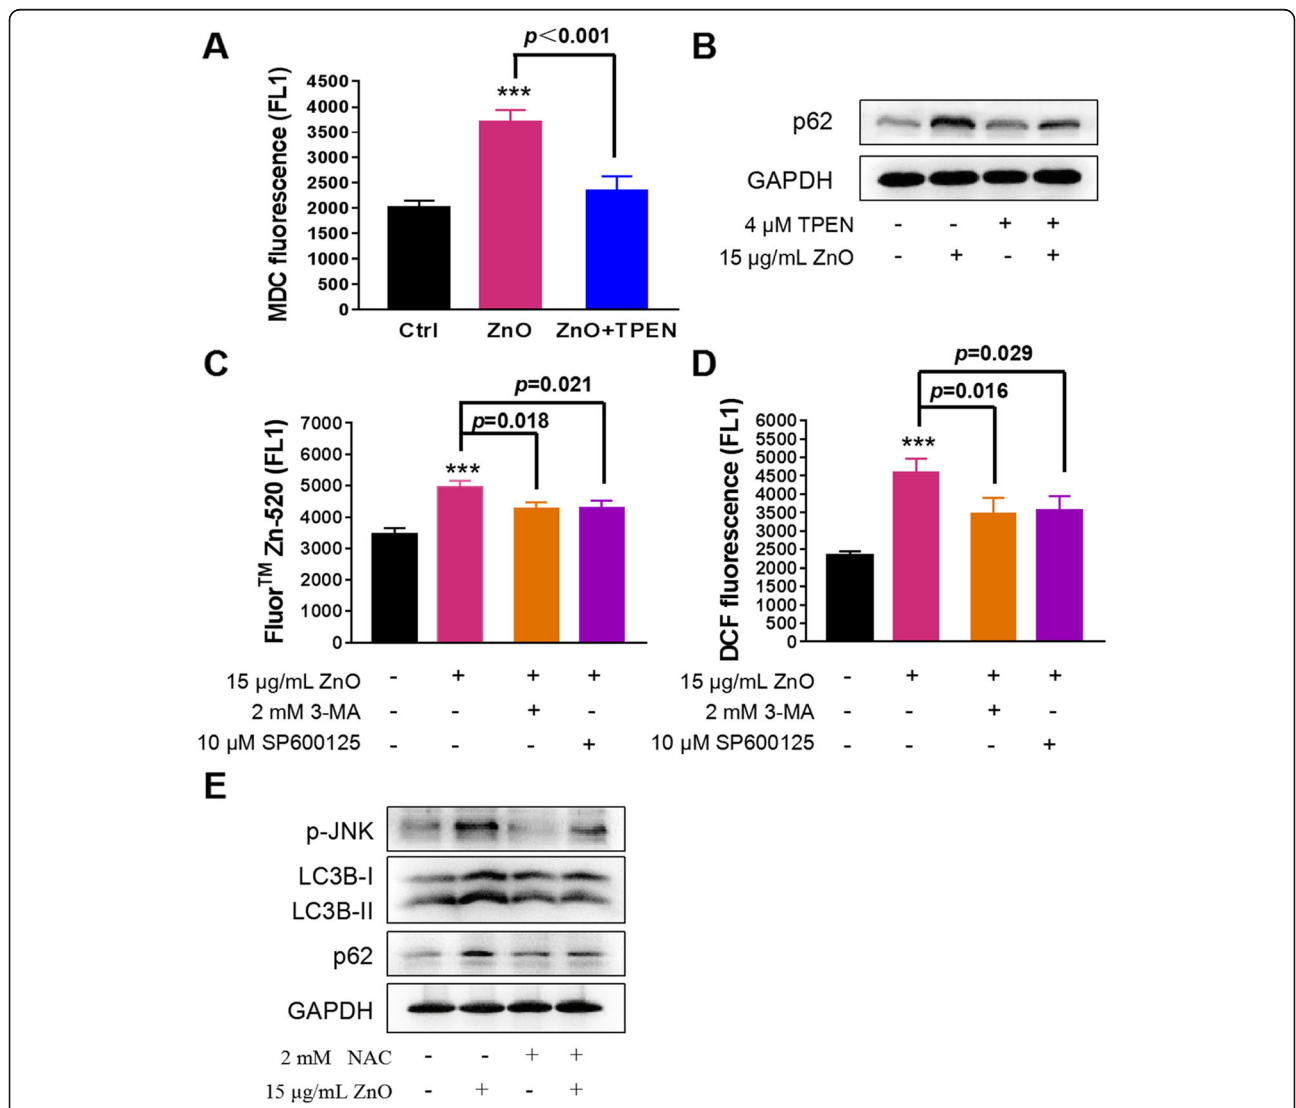 A
p<0.001
MDC fluorescence (FL1)
4500
4000
3500
3000
2500
2000
1500
1000
500
0
***
Ctrl ZnO ZnO+TPEN
B
p62
GAPDH
4 µM TPEN - - + +
15 µg/mL ZnO - + - +
C
p=0.021
p=0.018
Fluor™ Zn-520 (FL1)
7000
6000
5000
4000
3000
2000
1000
0
***
15 µg/mL ZnO - + + +
2 mM 3-MA - - + -
10 µM SP600125 - - - +
D
p=0.029
p=0.016
DCF fluorescence (FL1)
6000
5500
5000
4500
4000
3500
3000
2500
2000
1500
1000
500
0
***
15 µg/mL ZnO - + + +
2 mM 3-MA - - + -
10 µM SP600125 - - - +
E
p-JNK
LC3B-I
LC3B-II
p62
GAPDH
2 mM NAC - - + +
15 µg/mL ZnO - + - +